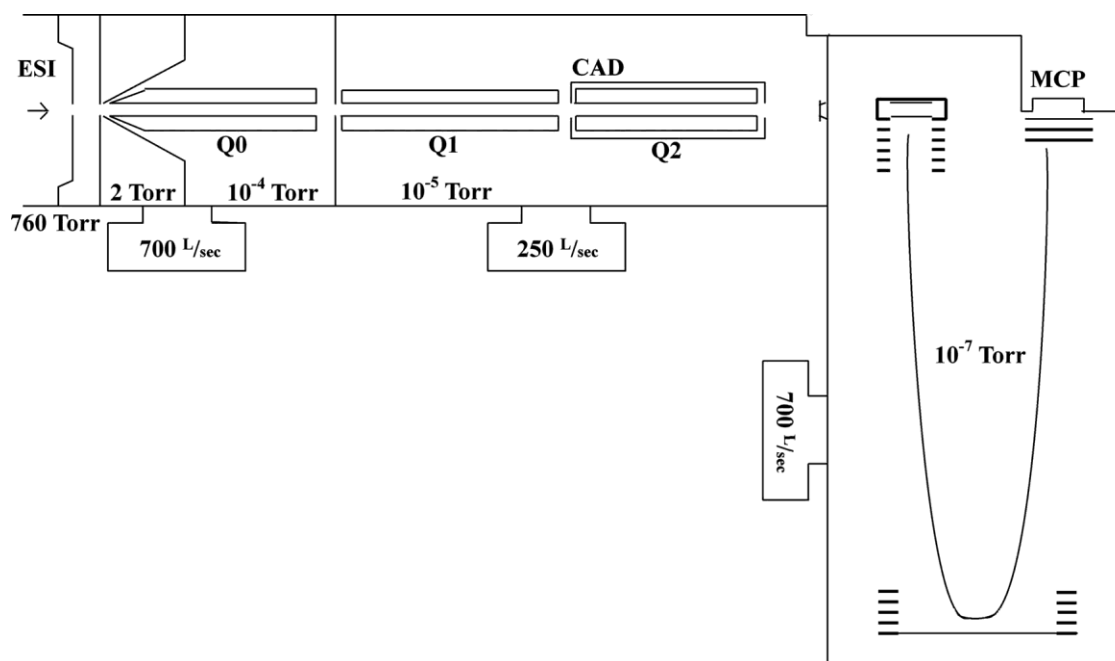 ESI
CAD
MCP
Q0
Q1
Q2
2 Torr
10⁻⁴ Torr
10⁻⁵ Torr
760 Torr
700 L/sec
250 L/sec
10⁻⁷ Torr
700 L/sec